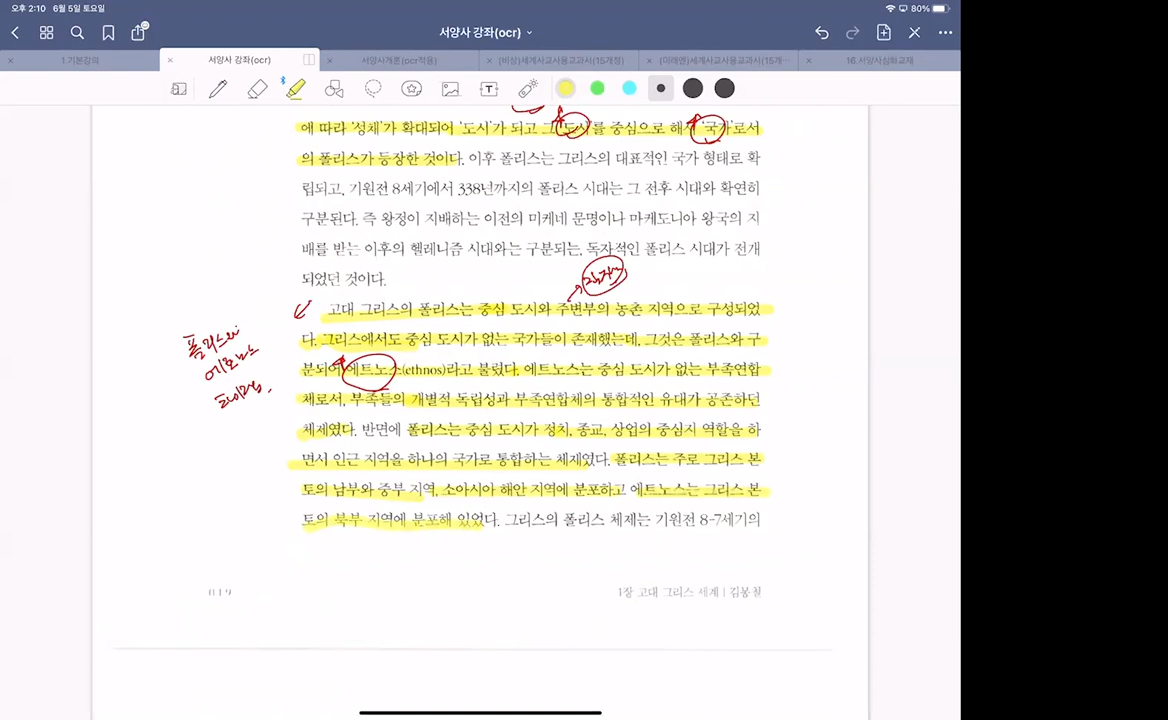 오후 2:10 6월 5일 토요일
80%
서양사 강좌(ocr)
1.기본강의
서양사 강좌(ocr)
서양사개론(ocr적용)
(비상)세계사교사용교과서(15개정)
(미래엔)세계사교사용교과서(15개…
16.서양사심화교재
에 따라 '성채'가 확대되어 '도시'가 되고 그 '도시'를 중심으로 해서 '국가'로서
의 폴리스가 등장한 것이다. 이후 폴리스는 그리스의 대표적인 국가 형태로 확
립되고, 기원전 8세기에서 338년까지의 폴리스 시대는 그 전후 시대와 확연히
구분된다. 즉 왕정이 지배하는 이전의 미케네 문명이나 마케도니아 왕국의 지
배를 받는 이후의 헬레니즘 시대와는 구분되는, 독자적인 폴리스 시대가 전개
되었던 것이다.
고대 그리스의 폴리스는 중심 도시와 주변부의 농촌 지역으로 구성되었
다. 그리스에서도 중심 도시가 없는 국가들이 존재했는데, 그것은 폴리스와 구
분되어 에트노스(ethnos)라고 불렀다. 에트노스는 중심 도시가 없는 부족연합
체로서, 부족들의 개별적 독립성과 부족연합체의 통합적인 유대가 공존하던
체제였다. 반면에 폴리스는 중심 도시가 정치, 종교, 상업의 중심지 역할을 하
면서 인근 지역을 하나의 국가로 통합하는 체제였다. 폴리스는 주로 그리스 본
토의 남부와 중부 지역, 소아시아 해안 지역에 분포하고 에트노스는 그리스 본
토의 북부 지역에 분포해 있었다. 그리스의 폴리스 체제는 기원전 8-7세기의
폴리스와
에트노스
019
1장 고대 그리스 세계 | 김봉철